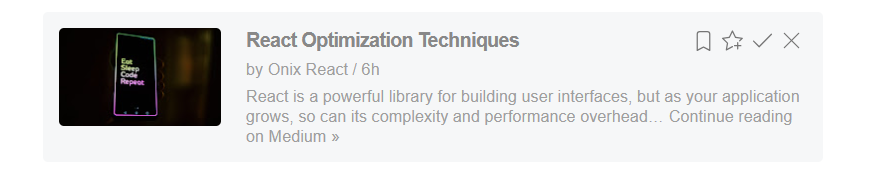 React Optimization Techniques
by Onix React / 6h
React is a powerful library for building user interfaces, but as your application
grows, so can its complexity and performance overhead… Continue reading
on Medium »
Eat
Sleep
Code
Repeat